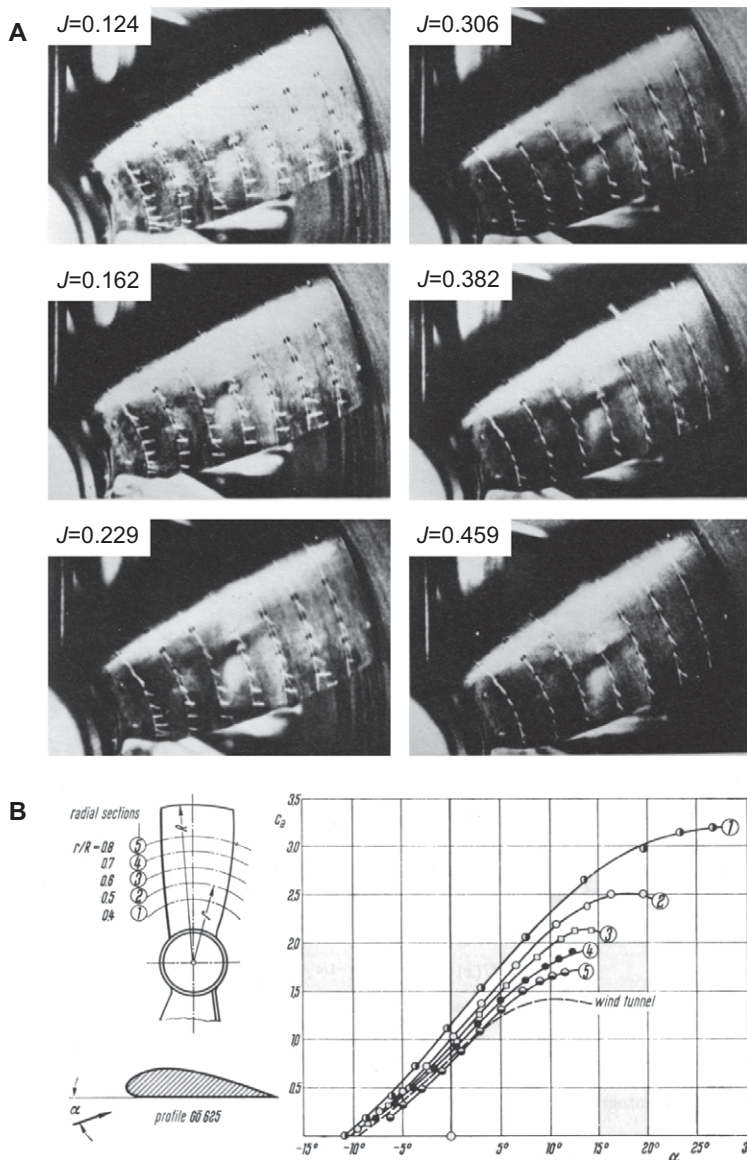 A
J=0.124
J=0.306
J=0.162
J=0.382
J=0.229
J=0.459
B
radial sections
r/R=0.8 ⑤
0.7 ④
0.6 ③
0.5 ②
0.4 ①
R
r
α
profile Gö 625
3,5
cₐ
3,0
2,5
2,0
1,5
1,0
0,5
①
②
③
④
⑤
wind tunnel
-15° -10° -5° 0 5° 10° 15° 20° 25° 3
α